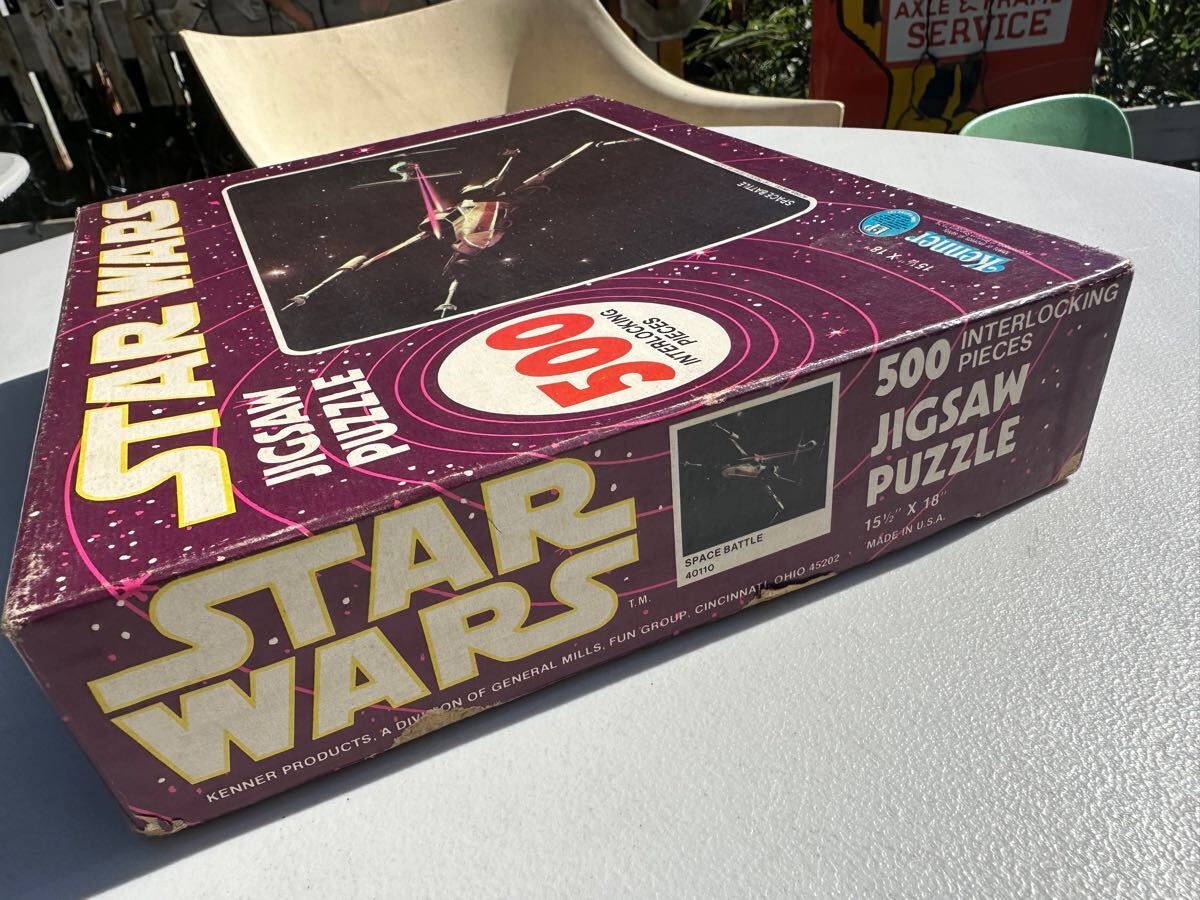 AXLE & FRAME
SERVICE
STAR WARS
JIGSAW
PUZZLE
SPACE BATTLE
500
INTERLOCKING
PIECES
Kenner
15½" X 18"
STAR
WARS
T.M.
SPACE BATTLE
40110
500 INTERLOCKING
PIECES
JIGSAW
PUZZLE
15½" X 18"
MADE IN U.S.A.
KENNER PRODUCTS, A DIVISION OF GENERAL MILLS, FUN GROUP, CINCINNATI, OHIO 45202